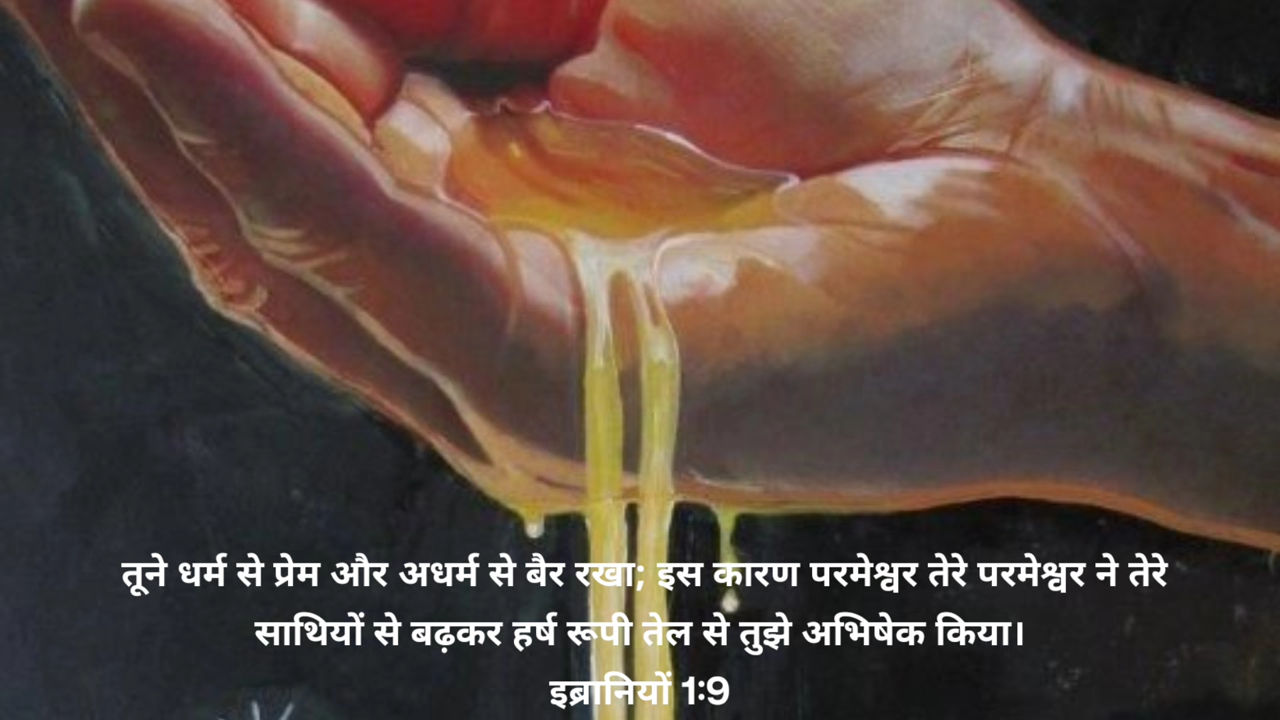 तूने धर्म से प्रेम और अधर्म से बैर रखा; इस कारण परमेश्वर तेरे परमेश्वर ने तेरे
साथियों से बढ़कर हर्ष रूपी तेल से तुझे अभिषेक किया।
इब्रानियों 1:9